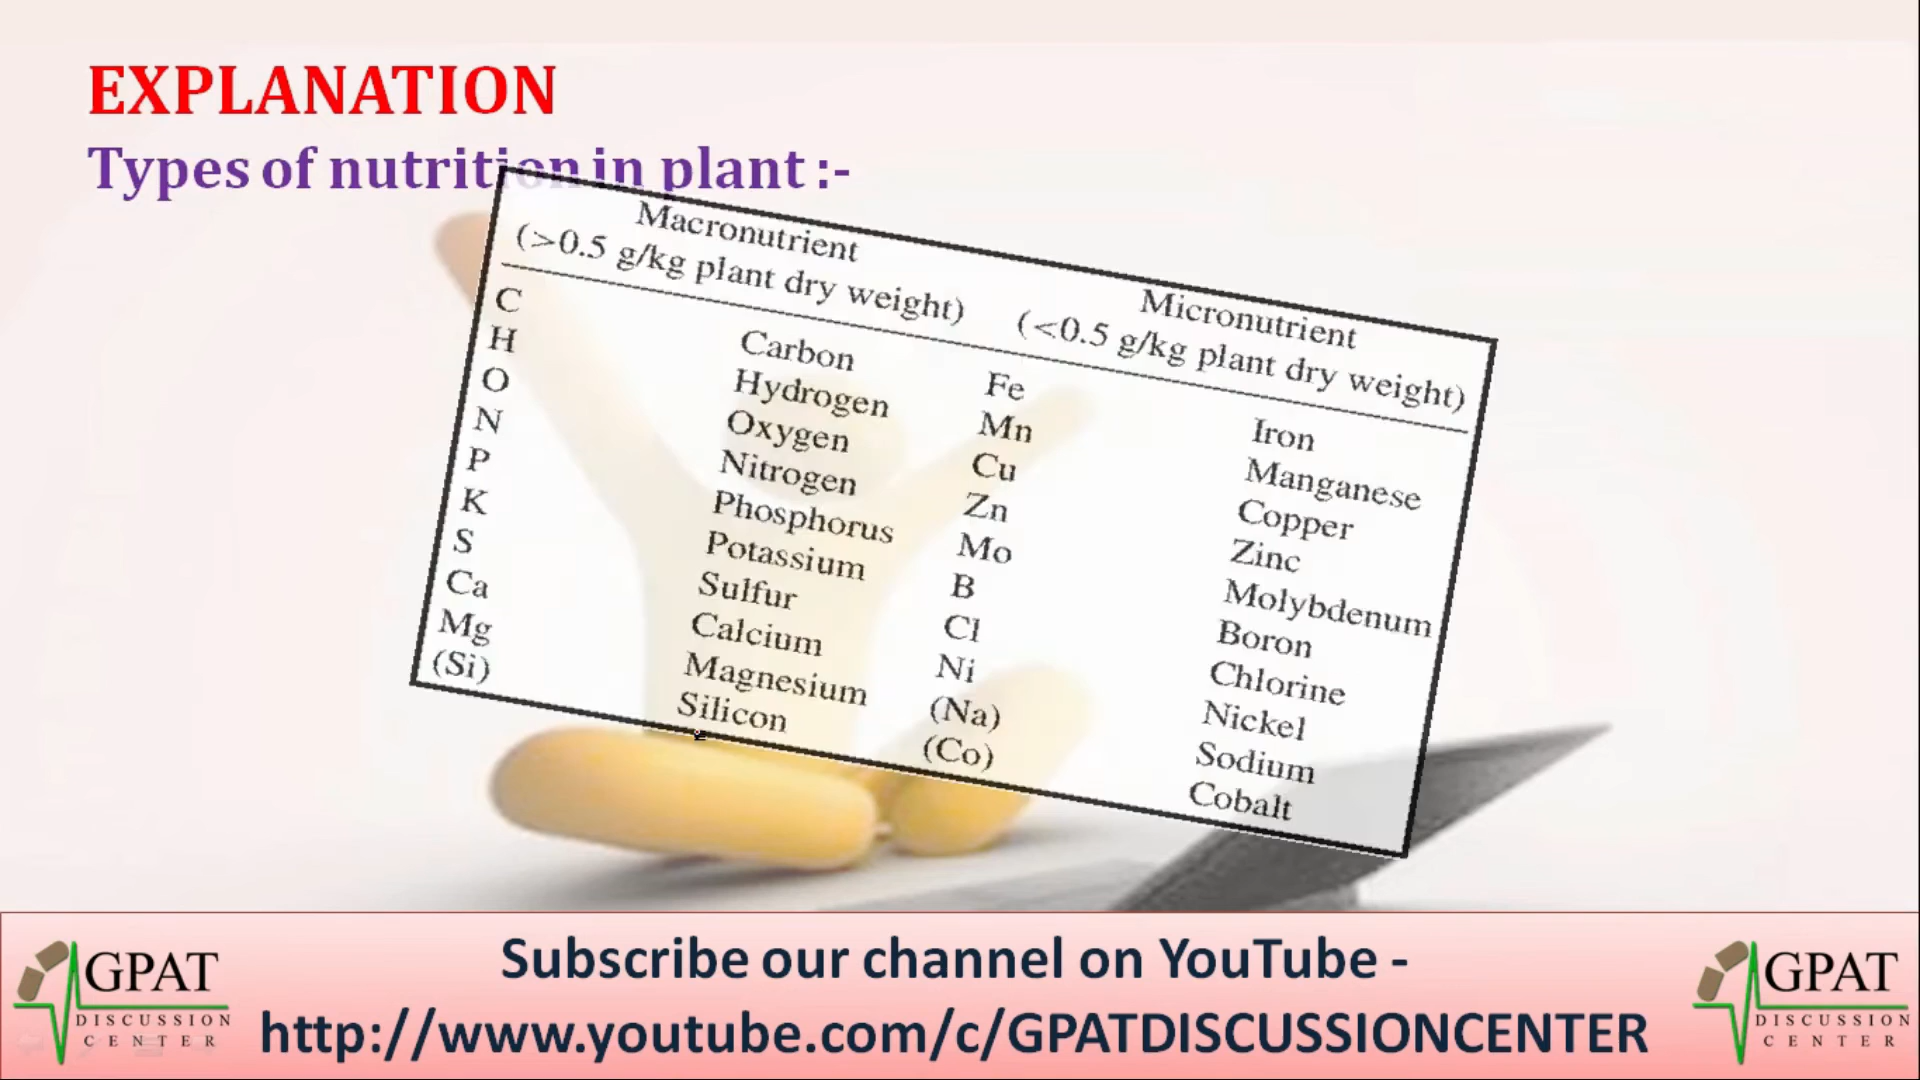 EXPLANATION
Types of nutrition in plant :-
Macronutrient
(>0.5 g/kg plant dry weight)
Micronutrient
(<0.5 g/kg plant dry weight)
C Carbon Fe Iron
H Hydrogen Mn Manganese
O Oxygen Cu Copper
N Nitrogen Zn Zinc
P Phosphorus Mo Molybdenum
K Potassium B Boron
S Sulfur Cl Chlorine
Ca Calcium Ni Nickel
Mg Magnesium (Na) Sodium
(Si) Silicon (Co) Cobalt
Subscribe our channel on YouTube -
http://www.youtube.com/c/GPATDISCUSSIONCENTER
GPAT
DISCUSSION
CENTER
GPAT
DISCUSSION
CENTER